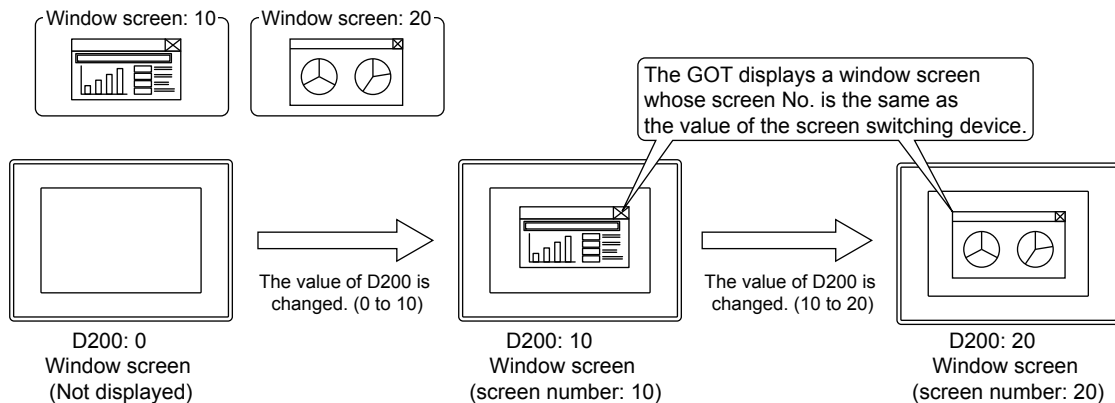 Window screen: 10
Window screen: 20
The GOT displays a window screen
whose screen No. is the same as
the value of the screen switching device.
The value of D200 is
changed. (0 to 10)
The value of D200 is
changed. (10 to 20)
D200: 0
Window screen
(Not displayed)
D200: 10
Window screen
(screen number: 10)
D200: 20
Window screen
(screen number: 20)